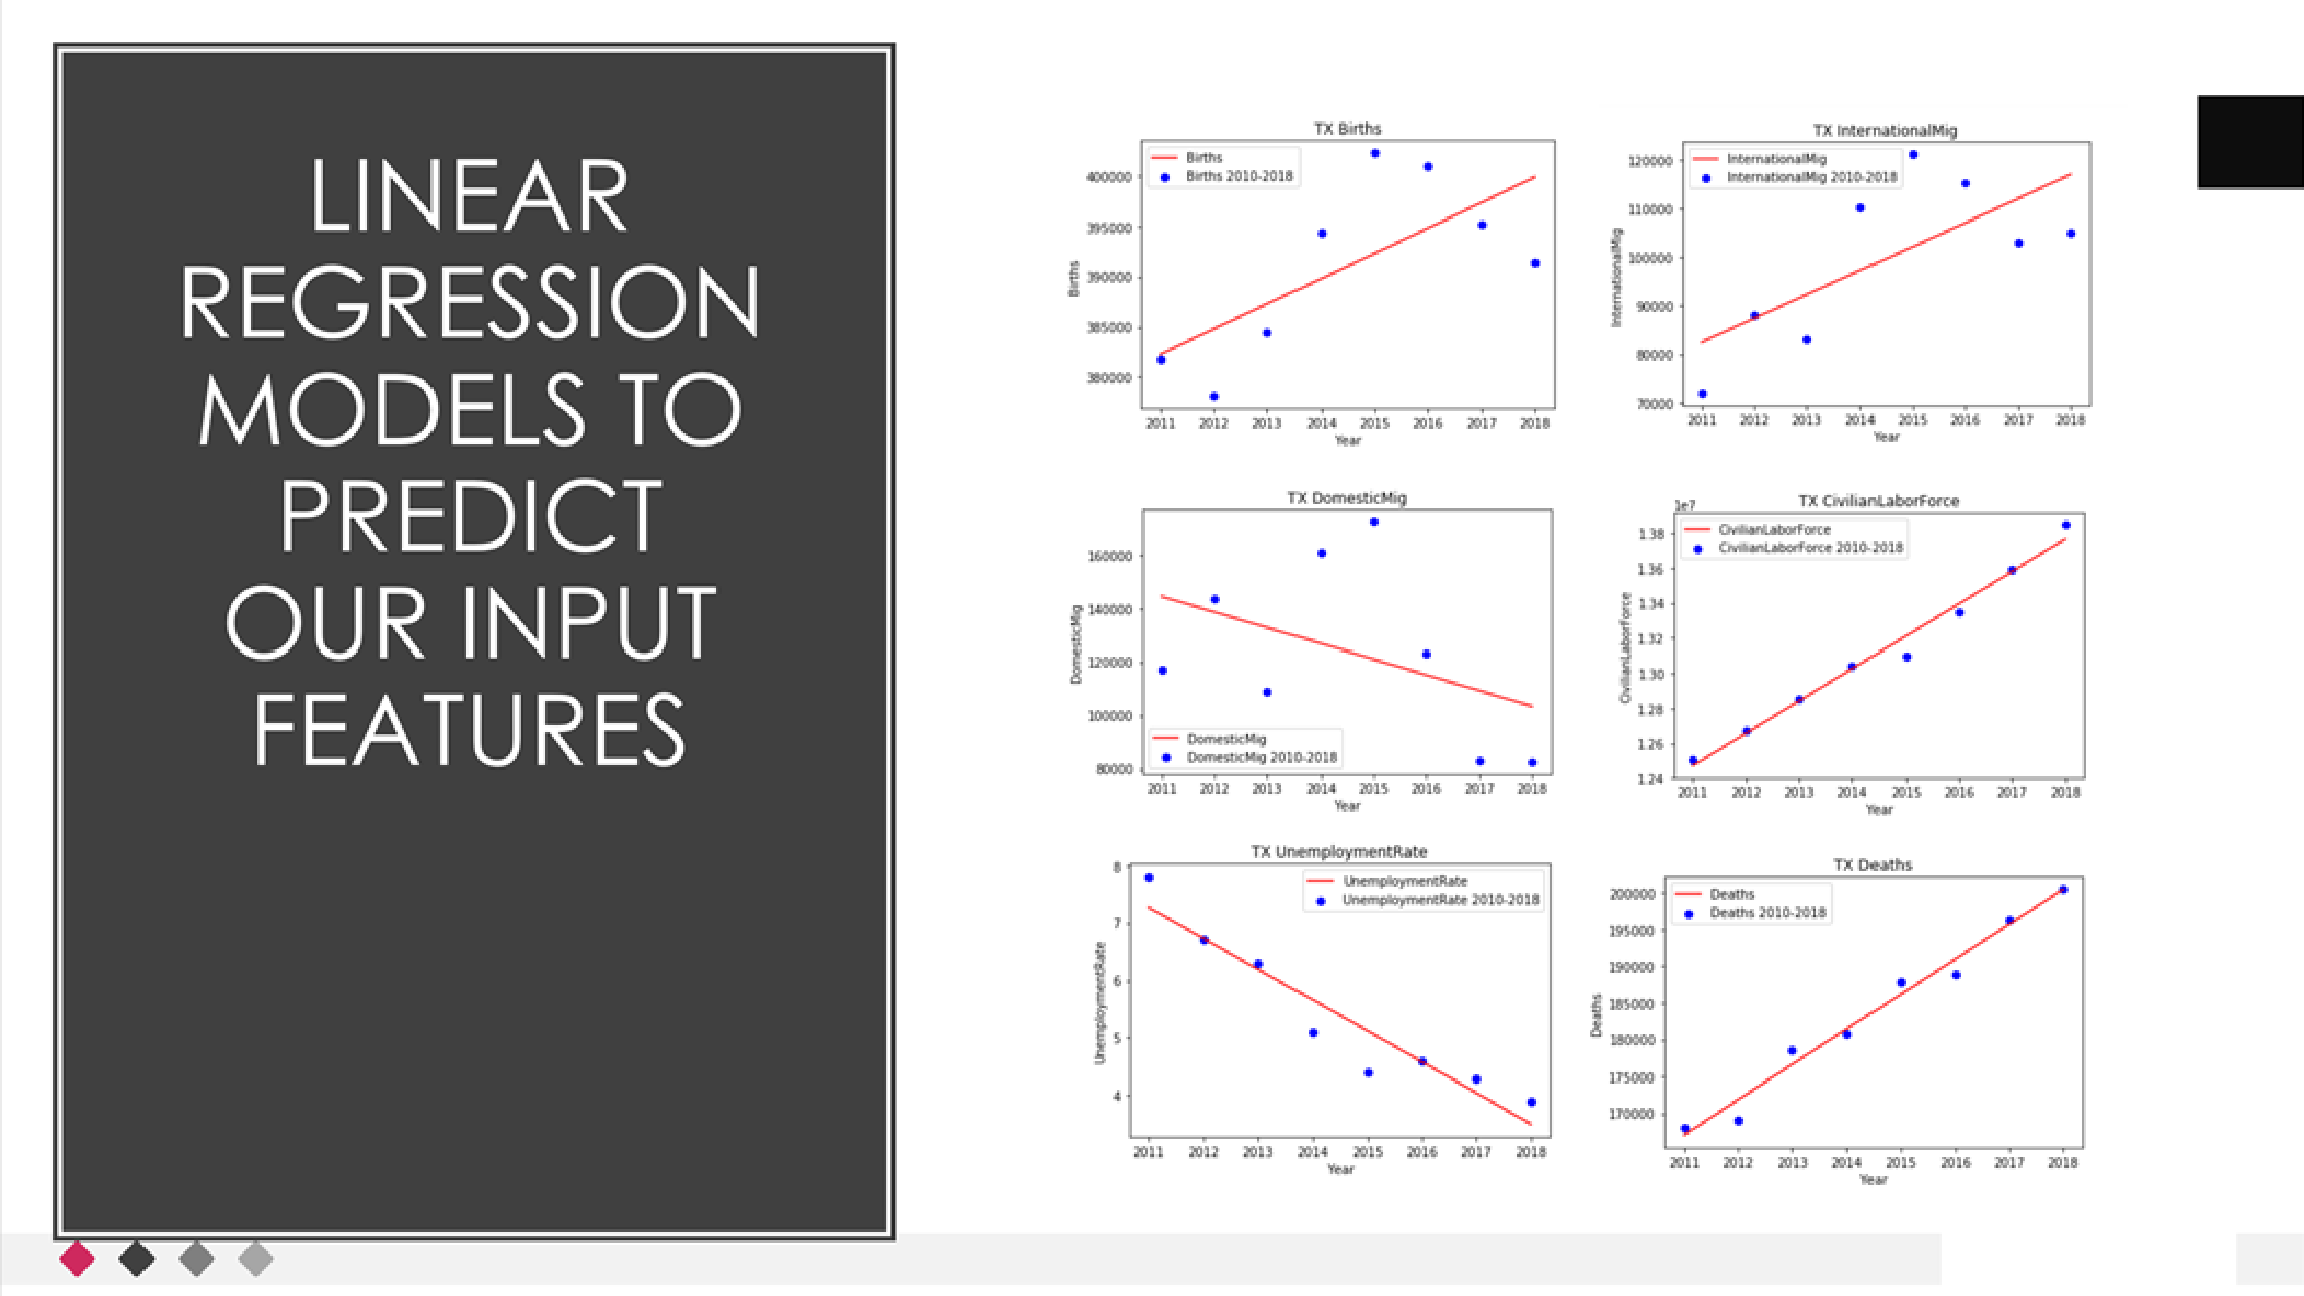 LINEAR
REGRESSION
MODELS TO
PREDICT
OUR INPUT
FEATURES
TX Births
Births
Births 2010-2018
400000
395000
390000
385000
380000
Births
2011 2012 2013 2014 2015 2016 2017 2018
Year
TX InternationalMig
InternationalMig
InternationalMig 2010-2018
120000
110000
100000
90000
80000
70000
InternationalMig
2011 2012 2013 2014 2015 2016 2017 2018
Year
TX DomesticMig
160000
140000
120000
100000
80000
DomesticMig
DomesticMig
DomesticMig 2010-2018
2011 2012 2013 2014 2015 2016 2017 2018
Year
TX CivilianLaborForce
1e7
CivilianLaborForce
CivilianLaborForce 2010-2018
1.38
1.36
1.34
1.32
1.30
1.28
1.26
1.24
CivilianLaborForce
2011 2012 2013 2014 2015 2016 2017 2018
Year
TX UnemploymentRate
UnemploymentRate
UnemploymentRate 2010-2018
8
7
6
5
4
UnemploymentRate
2011 2012 2013 2014 2015 2016 2017 2018
Year
TX Deaths
Deaths
Deaths 2010-2018
200000
195000
190000
185000
180000
175000
170000
Deaths
2011 2012 2013 2014 2015 2016 2017 2018
Year